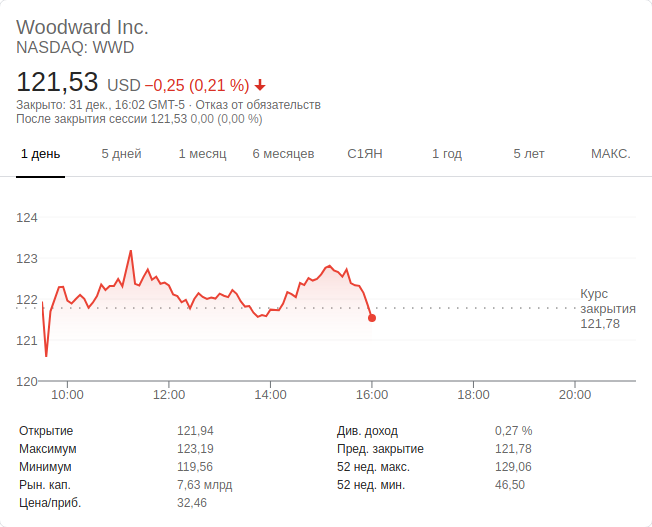 Woodward Inc.
NASDAQ: WWD
121,53 USD −0,25 (0,21 %)
Закрыто: 31 дек., 16:02 GMT-5 · Отказ от обязательств
После закрытия сессии 121,53 0,00 (0,00 %)
1 день 5 дней 1 месяц 6 месяцев С1ЯН 1 год 5 лет МАКС.
124
123
122
121
120
Курс
закрытия
121,78
10:00 12:00 14:00 16:00 18:00 20:00
Открытие 121,94
Максимум 123,19
Минимум 119,56
Рын. кап. 7,63 млрд
Цена/приб. 32,46
Див. доход 0,27 %
Пред. закрытие 121,78
52 нед. макс. 129,06
52 нед. мин. 46,50